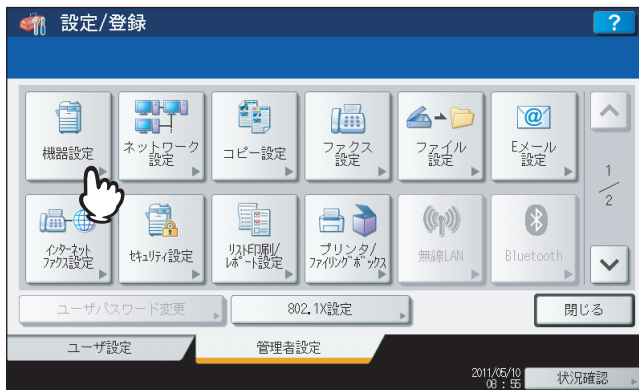 設定/登録
?
機器設定
ネットワーク
設定
コピー設定
ファクス
設定
ファイル
設定
@
Eメール
設定
1
2
インターネット
ファクス設定
セキュリティ設定
リスト印刷/
レポート設定
プリンタ/
ファイリングボックス
無線LAN
Bluetooth
ユーザパスワード変更
802.1X設定
閉じる
ユーザ設定
管理者設定
2011/05/10
08:55
状況確認